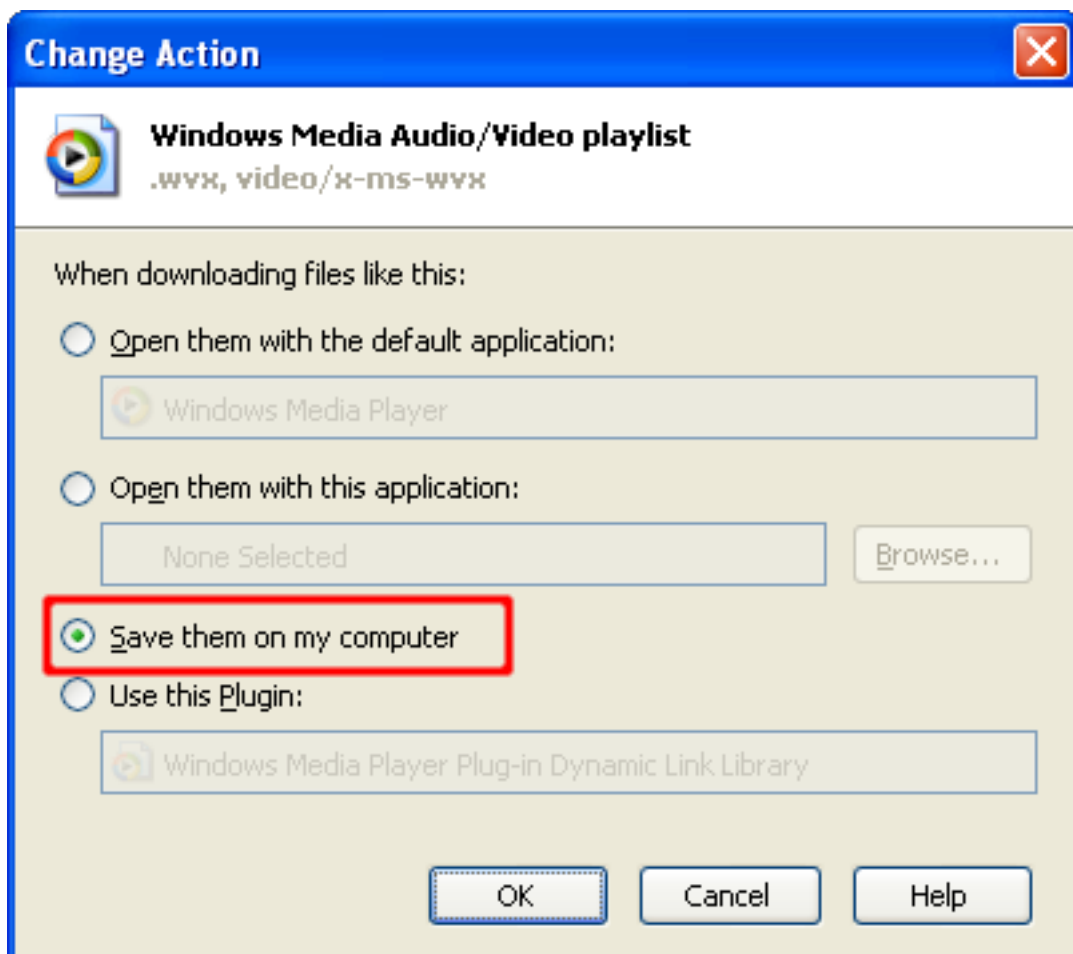 Change Action
Windows Media Audio/Video playlist
.wvx, video/x-ms-wvx
When downloading files like this:
Open them with the default application:
Windows Media Player
Open them with this application:
None Selected
Browse...
Save them on my computer
Use this Plugin:
Windows Media Player Plug-in Dynamic Link Library
OK
Cancel
Help